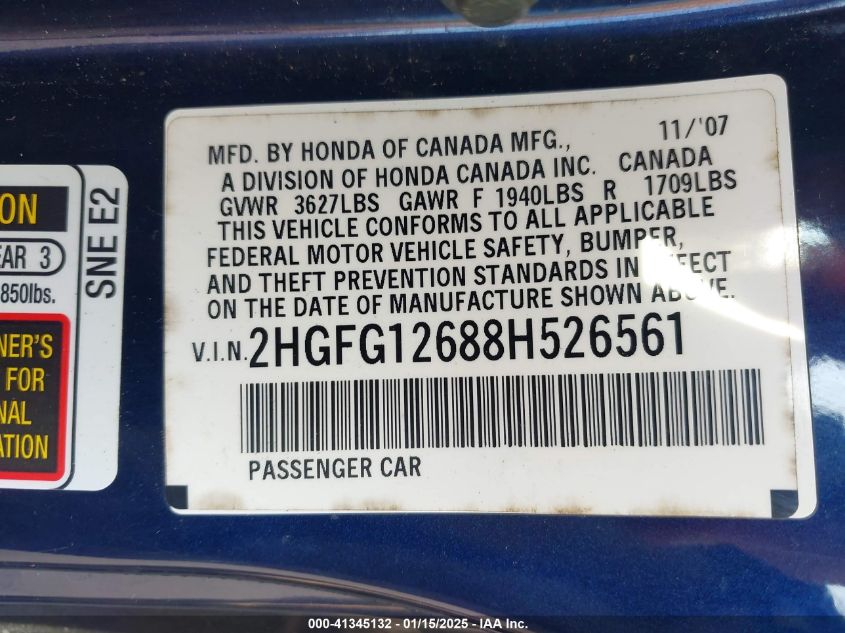 MFD. BY HONDA OF CANADA MFG., 11/'07
A DIVISION OF HONDA CANADA INC. CANADA
GVWR 3627LBS GAWR F 1940LBS R 1709LBS
THIS VEHICLE CONFORMS TO ALL APPLICABLE
FEDERAL MOTOR VEHICLE SAFETY, BUMPER,
AND THEFT PREVENTION STANDARDS IN EFFECT
ON THE DATE OF MANUFACTURE SHOWN ABOVE.
V.I.N. 2HGFG12688H526561
PASSENGER CAR
SNE E2
ON
EAR 3
850lbs.
NER'S
FOR
NAL
ATION
000-41345132 - 01/15/2025 - IAA Inc.